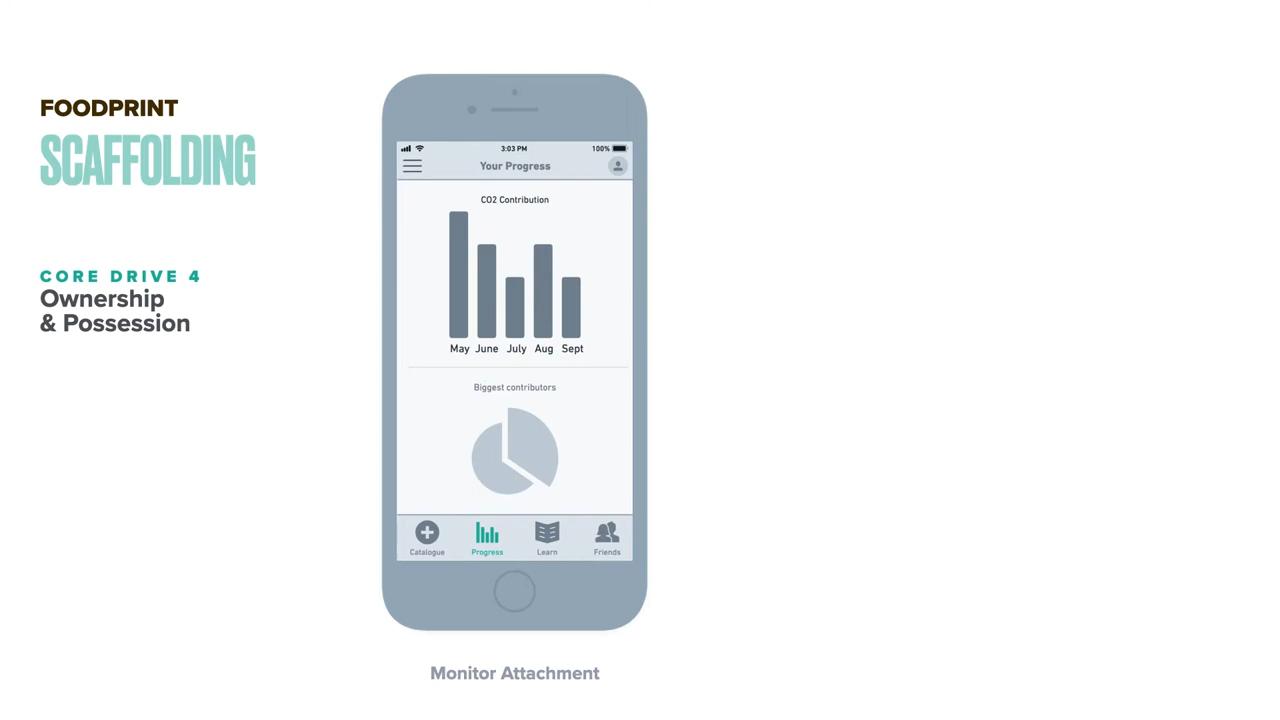 FOODPRINT
SCAFFOLDING
CORE DRIVE 4
Ownership
& Possession
3:03 PM
100%
Your Progress
CO2 Contribution
May June July Aug Sept
Biggest contributors
Catalogue Progress Learn Friends
Monitor Attachment